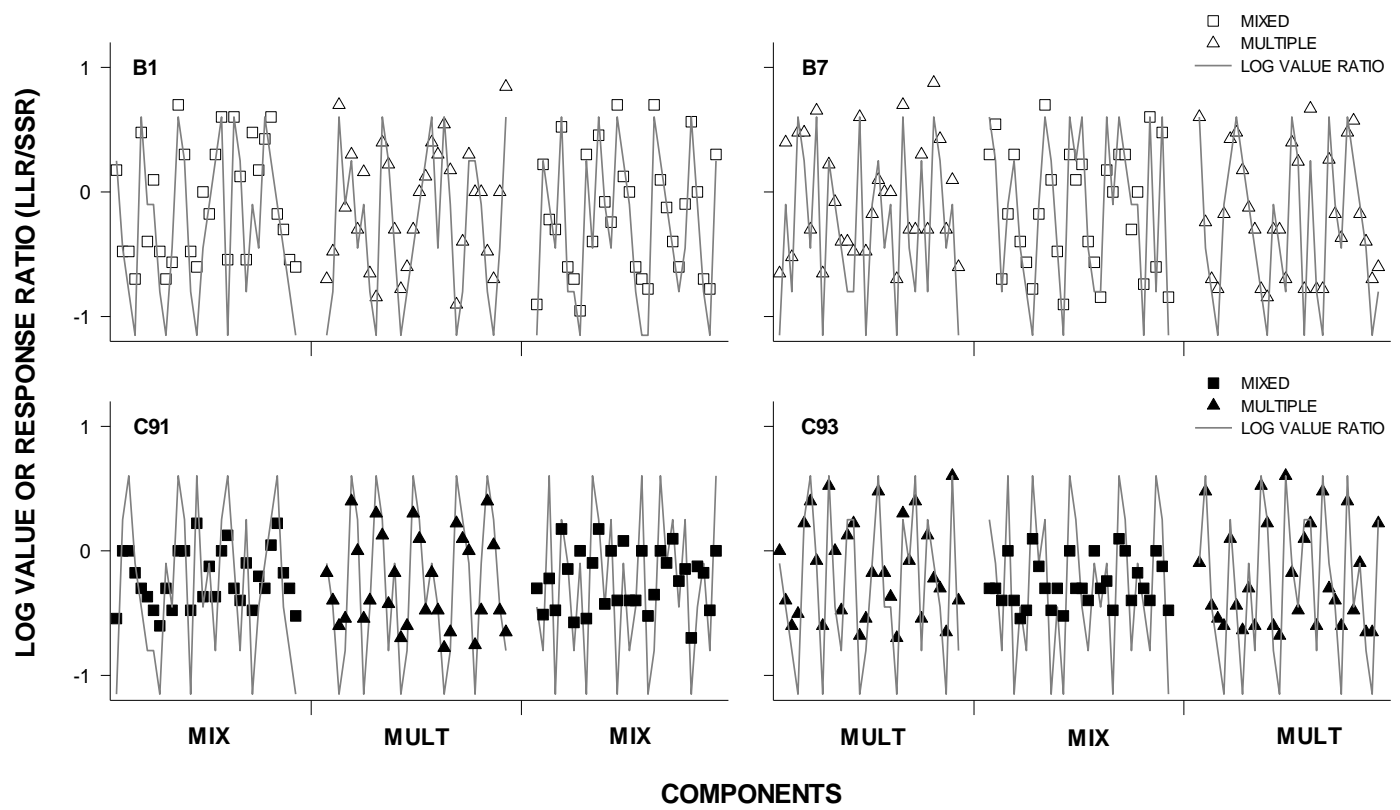 MIXED
MULTIPLE
LOG VALUE RATIO
B1
B7
1
0
-1
MIXED
MULTIPLE
LOG VALUE RATIO
C91
C93
1
0
-1
LOG VALUE OR RESPONSE RATIO (LLR/SSR)
MIX
MULT
MIX
MULT
MIX
MULT
COMPONENTS